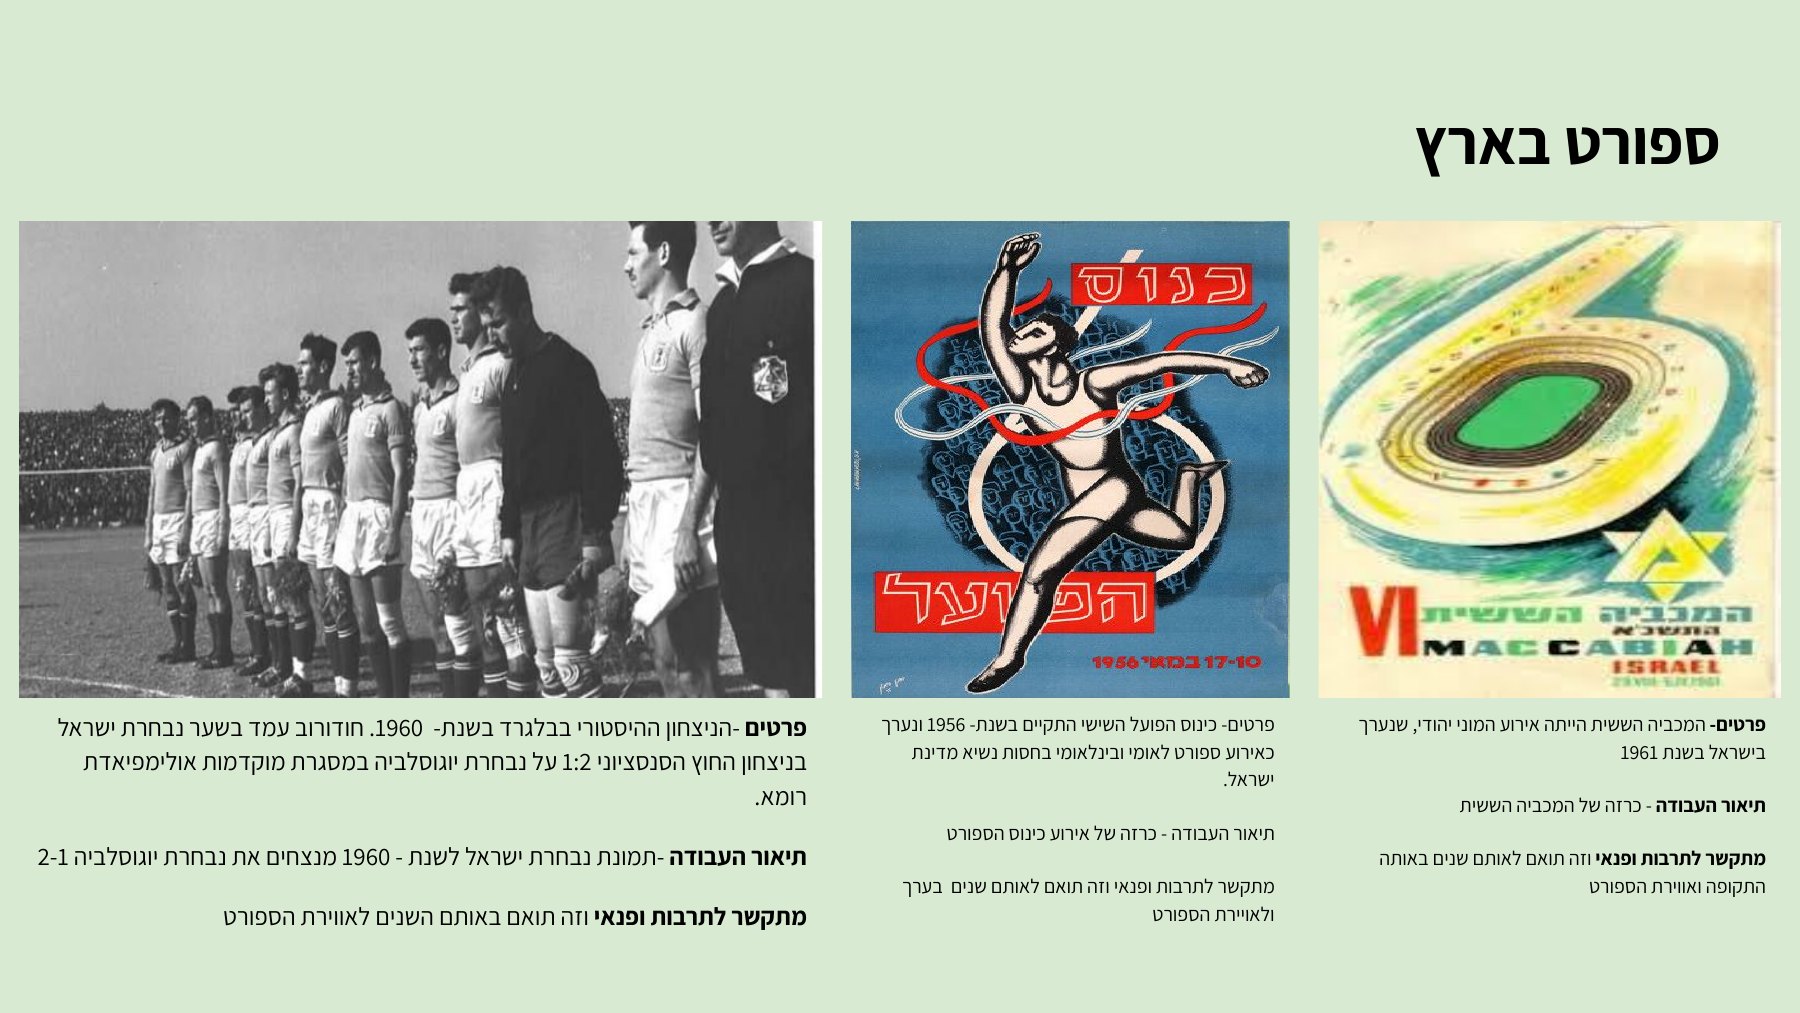 ספורט בארץ
VI המכביה הששית
התשכ"א
MACCABIAH
ISRAEL
פרטים- המכביה הששית הייתה אירוע המוני יהודי, שנערך
בישראל בשנת 1961
תיאור העבודה - כרזה של המכביה הששית
מתקשר לתרבות ופנאי וזה תואם לאותם שנים באותה
התקופה ואווירת הספורט
כנוס
הפועל
10-17 במאי 1956
פרטים- כינוס הפועל השישי התקיים בשנת- 1956 ונערך
כאירוע ספורט לאומי ובינלאומי בחסות נשיא מדינת
ישראל.
תיאור העבודה - כרזה של אירוע כינוס הספורט
מתקשר לתרבות ופנאי וזה תואם לאותם שנים  בערך
ולאויירת הספורט
פרטים -הניצחון ההיסטורי בבלגרד בשנת-  1960. חודורוב עמד בשער נבחרת ישראל
בניצחון החוץ הסנסציוני 1:2 על נבחרת יוגוסלביה במסגרת מוקדמות אולימפיאדת
רומא.
תיאור העבודה -תמונת נבחרת ישראל לשנת - 1960 מנצחים את נבחרת יוגוסלביה 2-1
מתקשר לתרבות ופנאי וזה תואם באותם השנים לאווירת הספורט